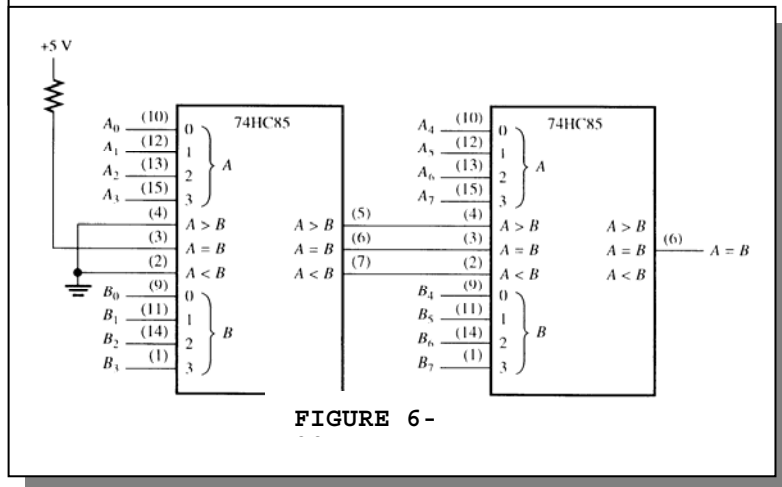 +5 V
74HC85
A₀ (10) 0
A₁ (12) 1
A₂ (13) 2
A₃ (15) 3
A
(4) A > B
(3) A = B
(2) A < B
B₀ (9) 0
B₁ (11) 1
B₂ (14) 2
B₃ (1) 3
B
A > B (5)
A = B (6)
A < B (7)
74HC85
A₄ (10) 0
A₅ (12) 1
A₆ (13) 2
A₇ (15) 3
A
(4) A > B
(3) A = B
(2) A < B
B₄ (9) 0
B₅ (11) 1
B₆ (14) 2
B₇ (1) 3
B
A > B
A = B (6) A = B
A < B
FIGURE 6-